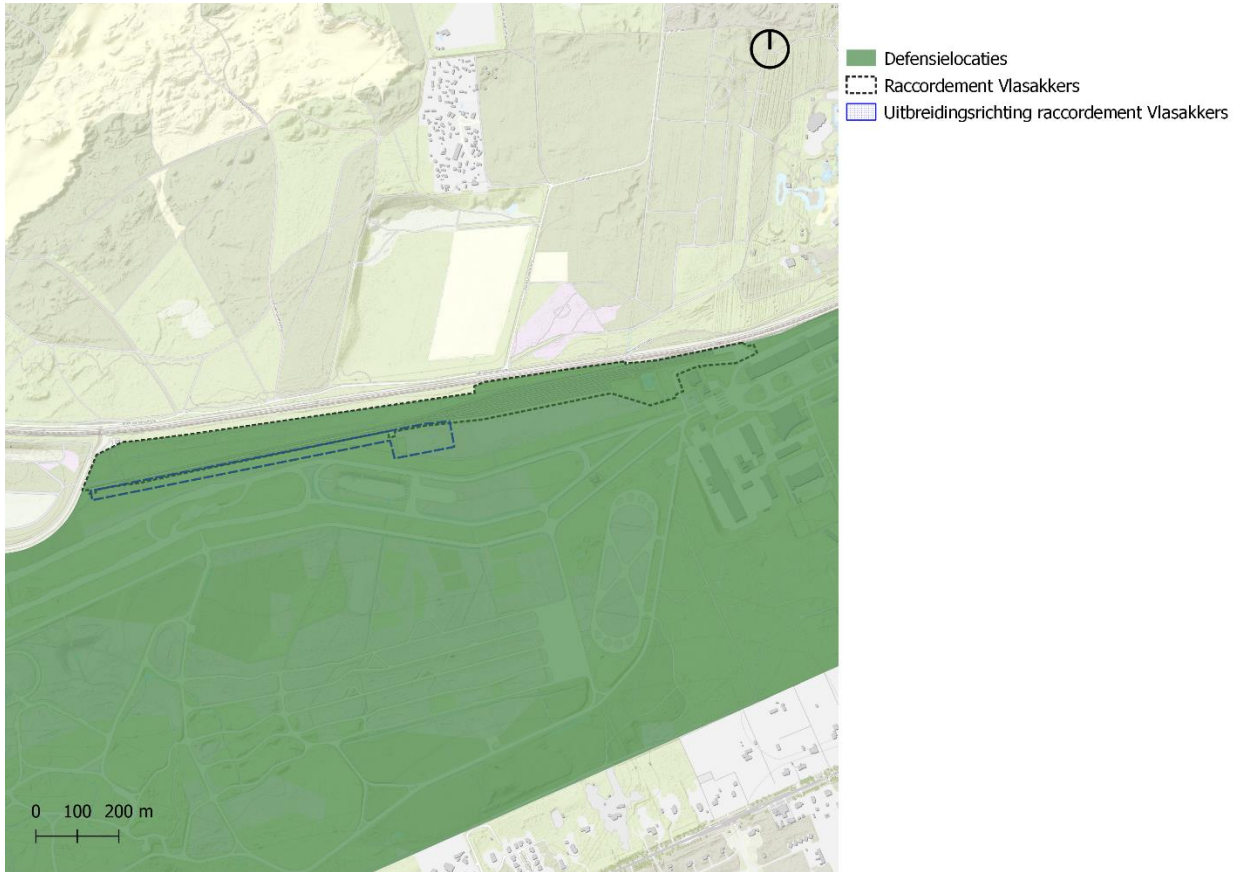 Defensielocaties
Raccordement Vlasakkers
Uitbreidingsrichting raccordement Vlasakkers
0 100 200 m